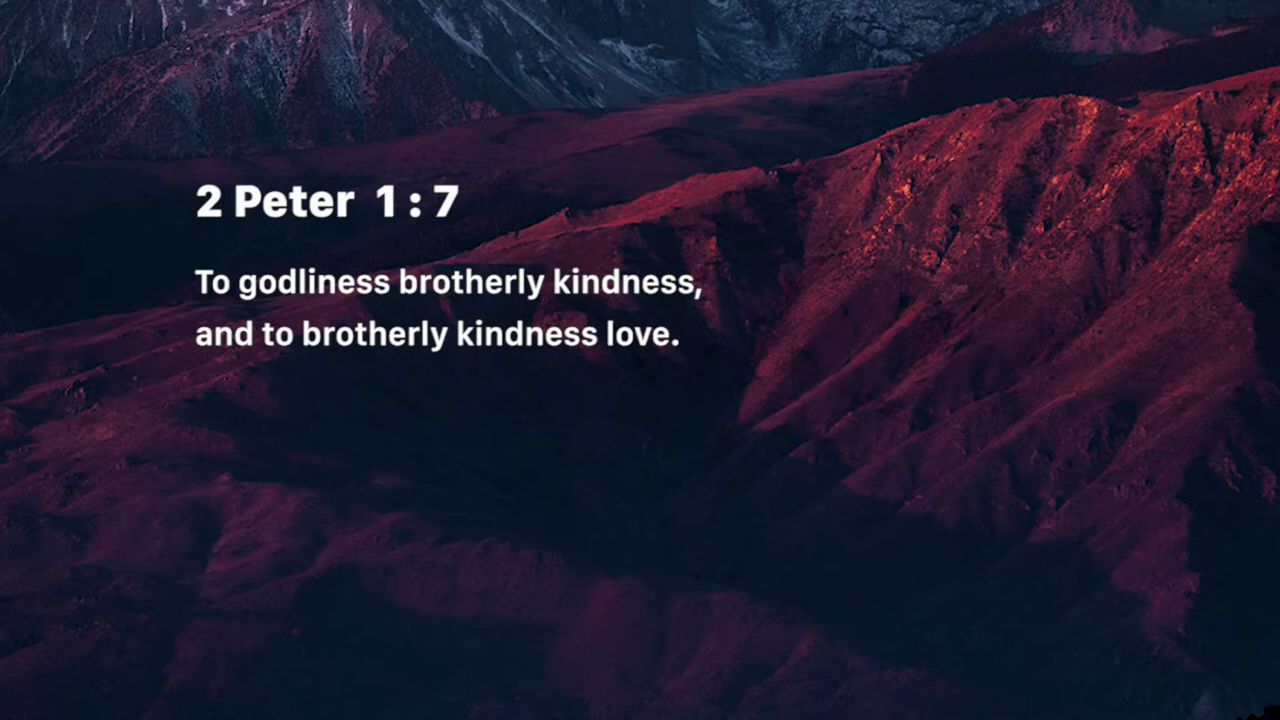 2 Peter 1 : 7
To godliness brotherly kindness,
and to brotherly kindness love.